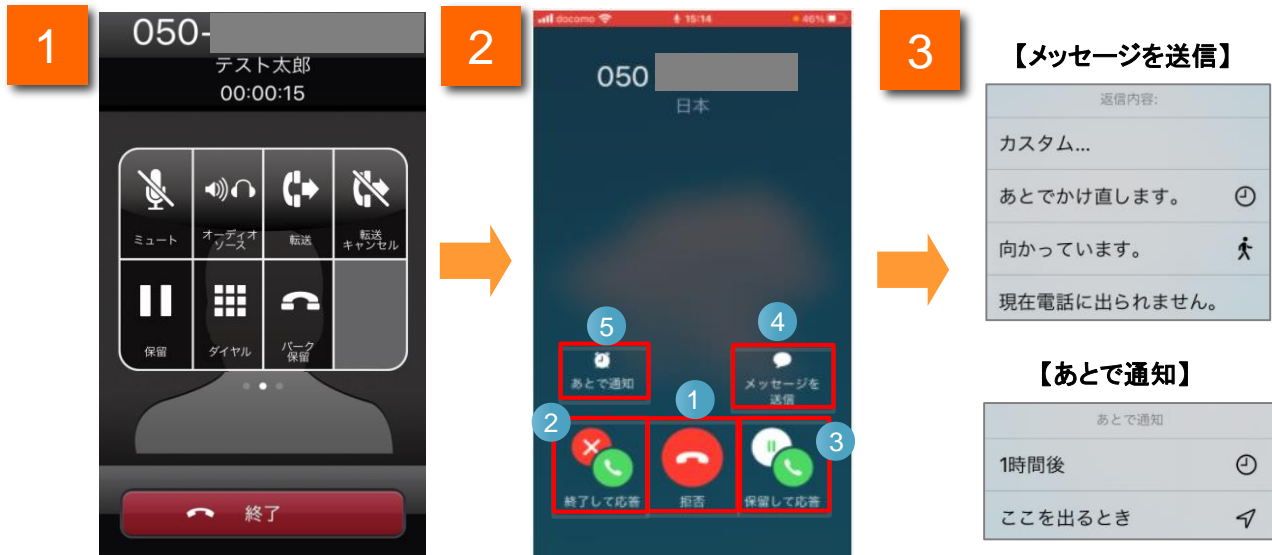 1
050-
テスト太郎
00:00:15
ミュート
オーディオ
ソース
転送
転送
キャンセル
保留
ダイヤル
パーク
保留
終了
2
docomo 15:14 46%
050
日本
5
あとで通知
4
メッセージを
送信
1
2
終了して応答
拒否
3
保留して応答
3
【メッセージを送信】
返信内容:
カスタム...
あとでかけ直します。
向かっています。
現在電話に出られません。
【あとで通知】
あとで通知
1時間後
ここを出るとき